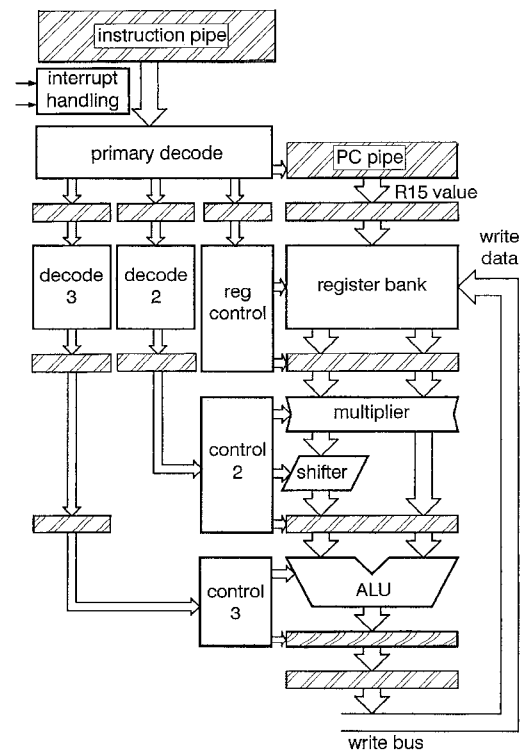 instruction pipe
interrupt
handling
primary decode
PC pipe
R15 value
write
data
decode
3
decode
2
reg
control
register bank
multiplier
control
2
shifter
control
3
ALU
write bus